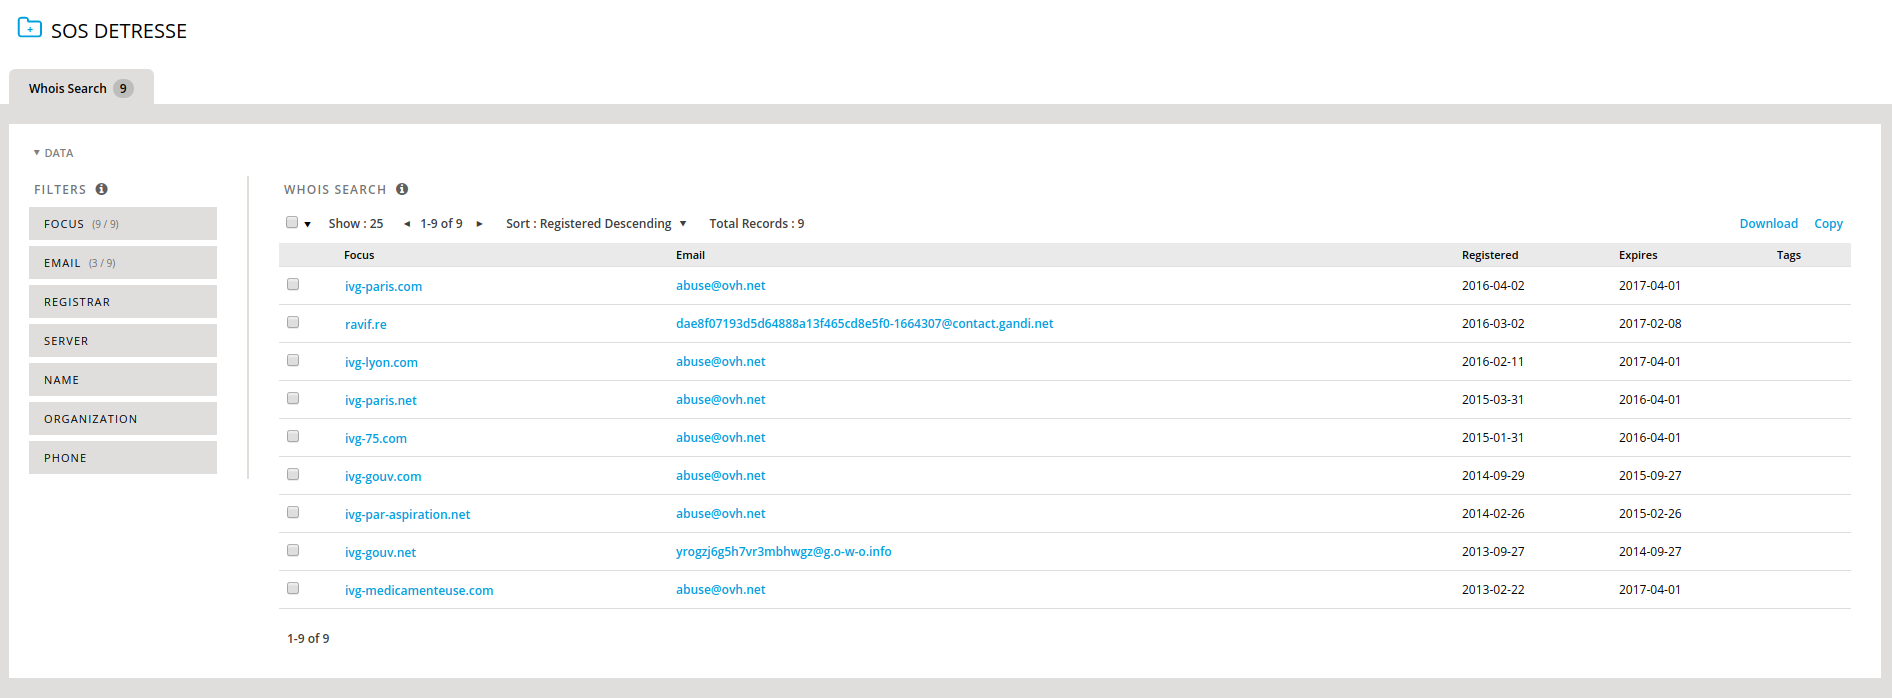 SOS DETRESSE
Whois Search 9
▾ DATA
FILTERS
FOCUS (9 / 9)
EMAIL (3 / 9)
REGISTRAR
SERVER
NAME
ORGANIZATION
PHONE
WHOIS SEARCH
Show : 25 ◂ 1-9 of 9 ▸ Sort : Registered Descending ▾ Total Records : 9 Download Copy
Focus Email Registered Expires Tags
ivg-paris.com abuse@ovh.net 2016-04-02 2017-04-01
ravif.re dae8f07193d5d64888a13f465cd8e5f0-1664307@contact.gandi.net 2016-03-02 2017-02-08
ivg-lyon.com abuse@ovh.net 2016-02-11 2017-04-01
ivg-paris.net abuse@ovh.net 2015-03-31 2016-04-01
ivg-75.com abuse@ovh.net 2015-01-31 2016-04-01
ivg-gouv.com abuse@ovh.net 2014-09-29 2015-09-27
ivg-par-aspiration.net abuse@ovh.net 2014-02-26 2015-02-26
ivg-gouv.net yrogzj6g5h7vr3mbhwgz@g.o-w-o.info 2013-09-27 2014-09-27
ivg-medicamenteuse.com abuse@ovh.net 2013-02-22 2017-04-01
1-9 of 9